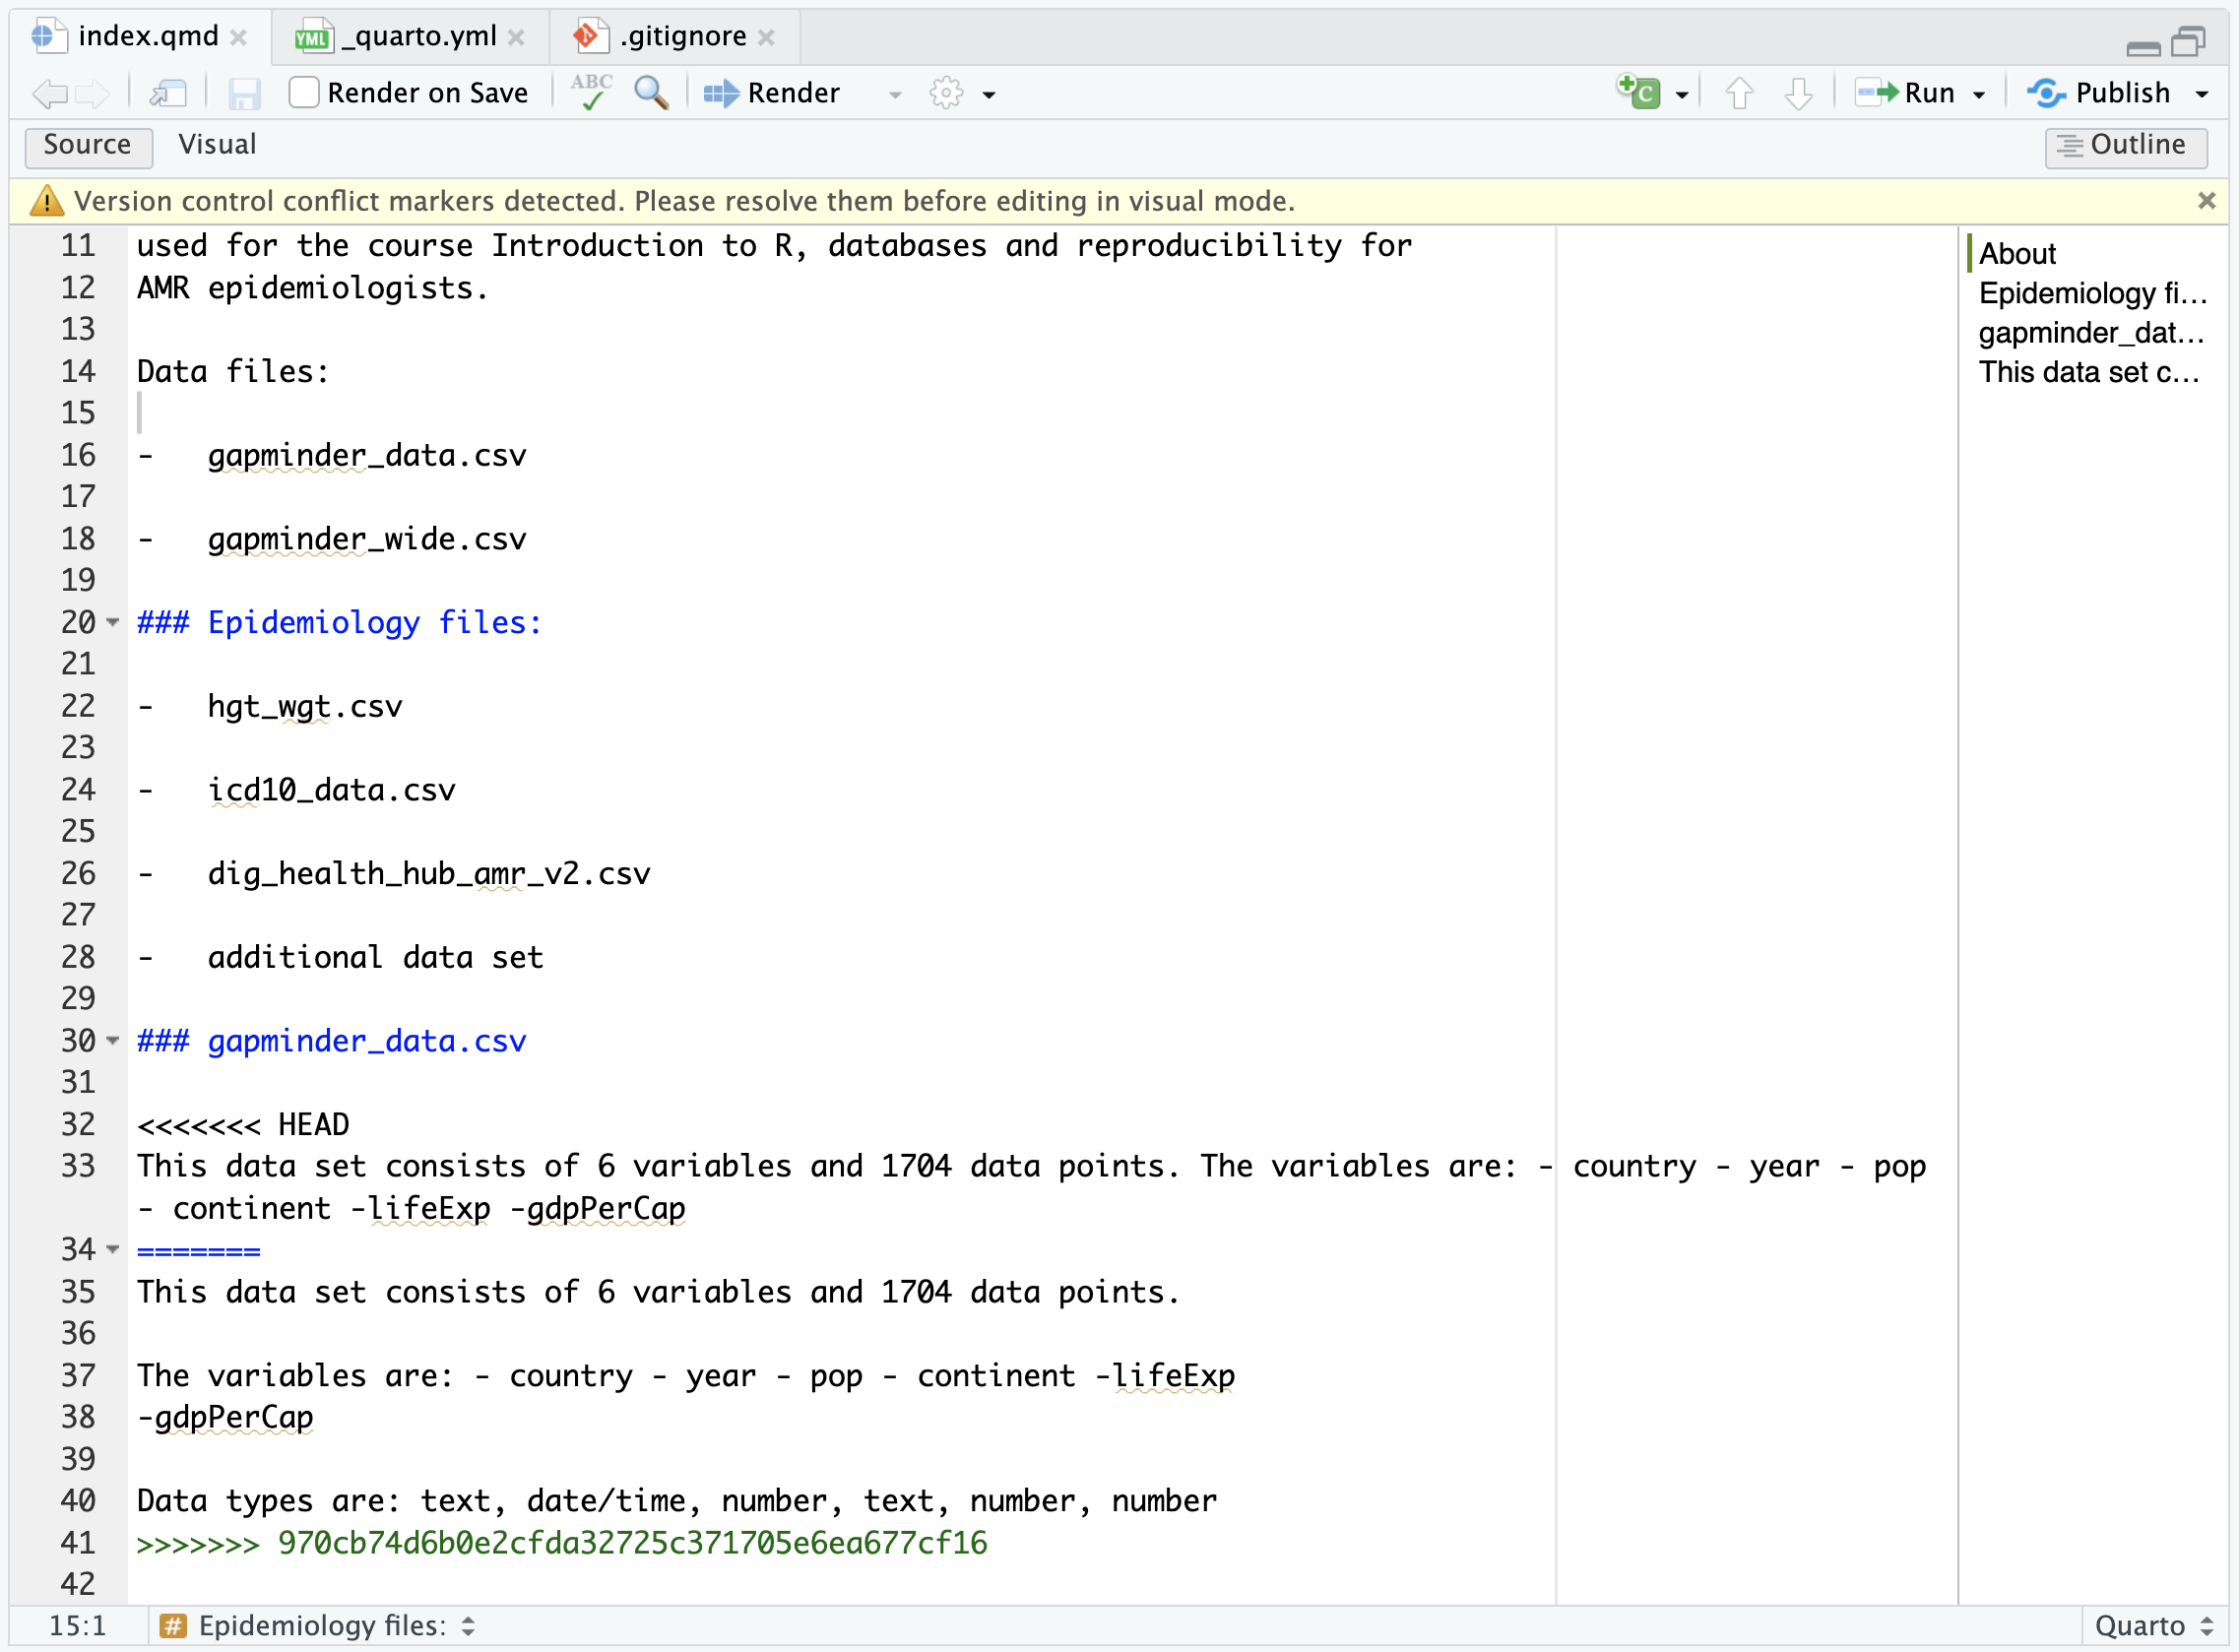 index.qmd
_quarto.yml
.gitignore
Render on Save
ABC
Render
C
Run
Publish
Source
Visual
Outline
Version control conflict markers detected. Please resolve them before editing in visual mode.
11 used for the course Introduction to R, databases and reproducibility for
12 AMR epidemiologists.
13
14 Data files:
15
16 -   gapminder_data.csv
17
18 -   gapminder_wide.csv
19
20 ### Epidemiology files:
21
22 -   hgt_wgt.csv
23
24 -   icd10_data.csv
25
26 -   dig_health_hub_amr_v2.csv
27
28 -   additional data set
29
30 ### gapminder_data.csv
31
32 <<<<<<< HEAD
33 This data set consists of 6 variables and 1704 data points. The variables are: - country - year - pop
- continent -lifeExp -gdpPerCap
34 =======
35 This data set consists of 6 variables and 1704 data points.
36
37 The variables are: - country - year - pop - continent -lifeExp
38 -gdpPerCap
39
40 Data types are: text, date/time, number, text, number, number
41 >>>>>>> 970cb74d6b0e2cfda32725c371705e6ea677cf16
42
About
Epidemiology fi...
gapminder_dat...
This data set c...
15:1
# Epidemiology files:
Quarto